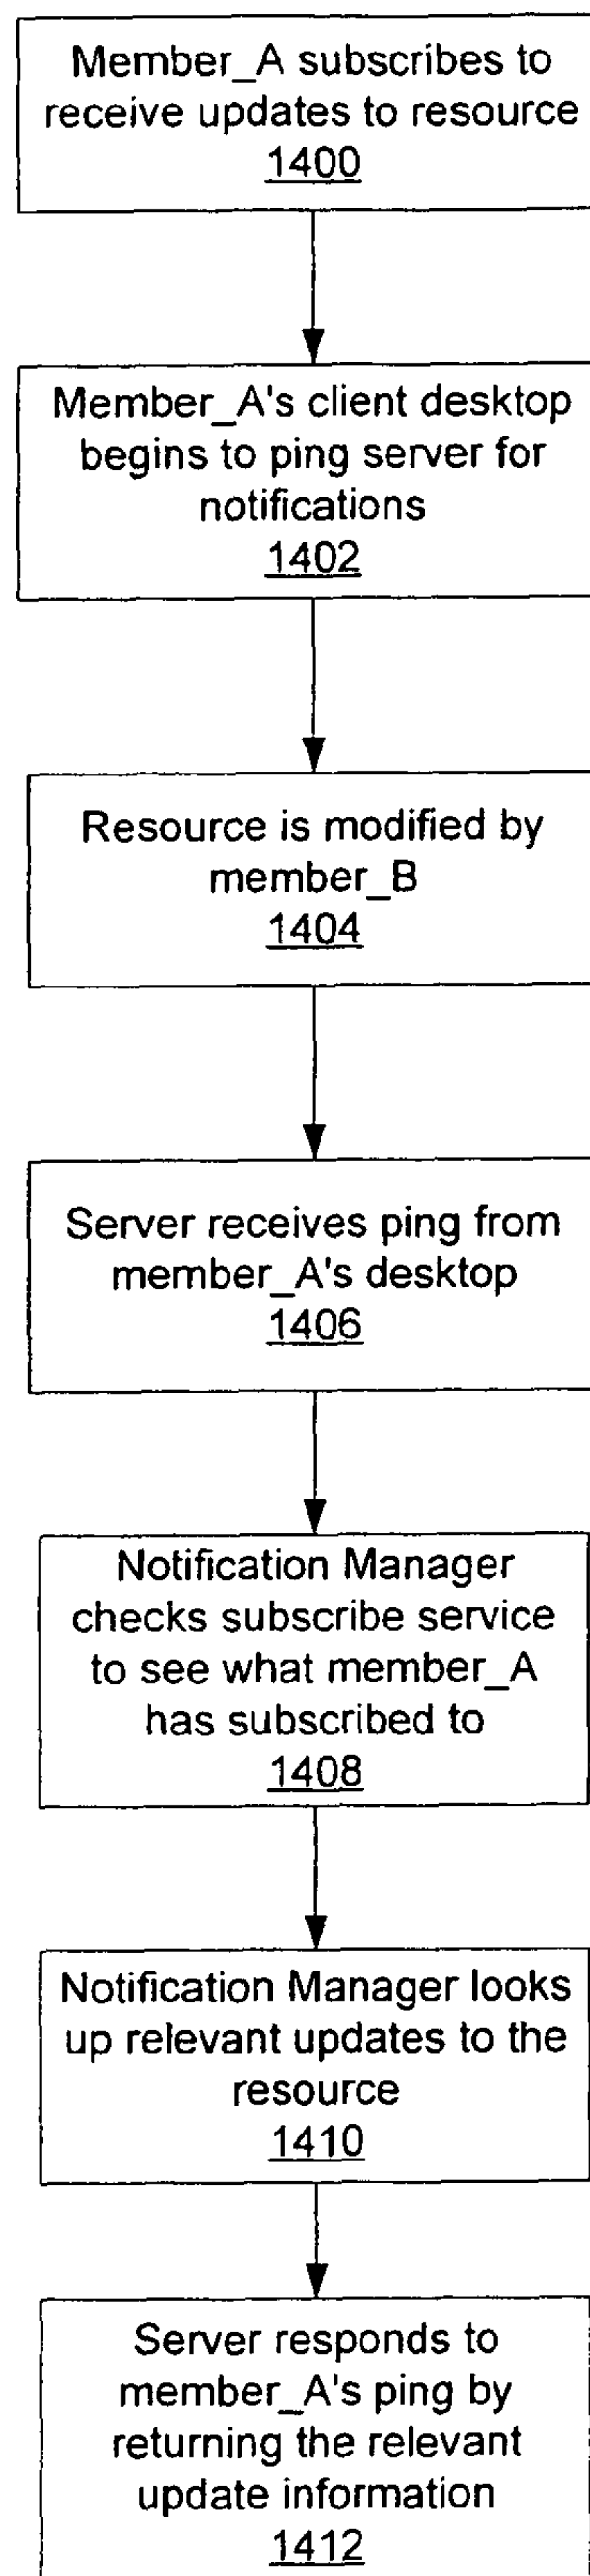 Member_A subscribes to
receive updates to resource
1400
Member_A's client desktop
begins to ping server for
notifications
1402
Resource is modified by
member_B
1404
Server receives ping from
member_A's desktop
1406
Notification Manager
checks subscribe service
to see what member_A
has subscribed to
1408
Notification Manager looks
up relevant updates to the
resource
1410
Server responds to
member_A's ping by
returning the relevant
update information
1412